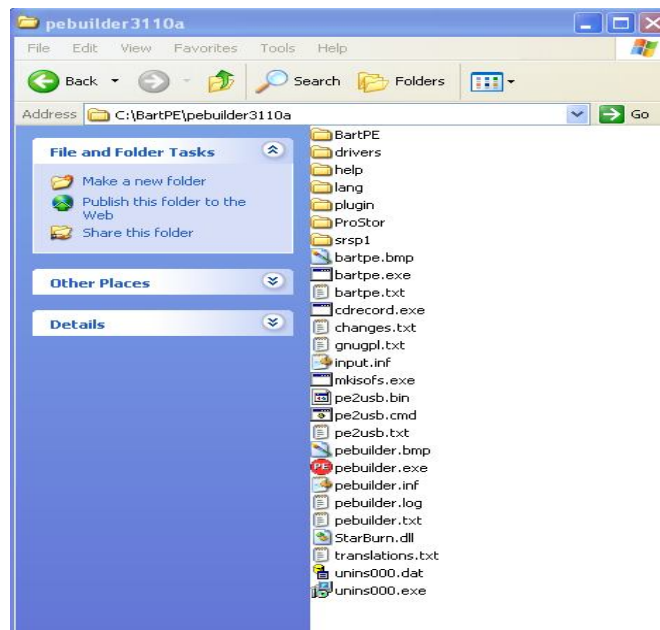 pebuilder3110a
File Edit View Favorites Tools Help
Back Search Folders
Address C:\BartPE\pebuilder3110a Go
File and Folder Tasks
Make a new folder
Publish this folder to the
Web
Share this folder
Other Places
Details
BartPE
drivers
help
lang
plugin
ProStor
srsp1
bartpe.bmp
bartpe.exe
bartpe.txt
cdrecord.exe
changes.txt
gnugpl.txt
input.inf
mkisofs.exe
pe2usb.bin
pe2usb.cmd
pe2usb.txt
pebuilder.bmp
PE pebuilder.exe
pebuilder.inf
pebuilder.log
pebuilder.txt
StarBurn.dll
translations.txt
unins000.dat
unins000.exe